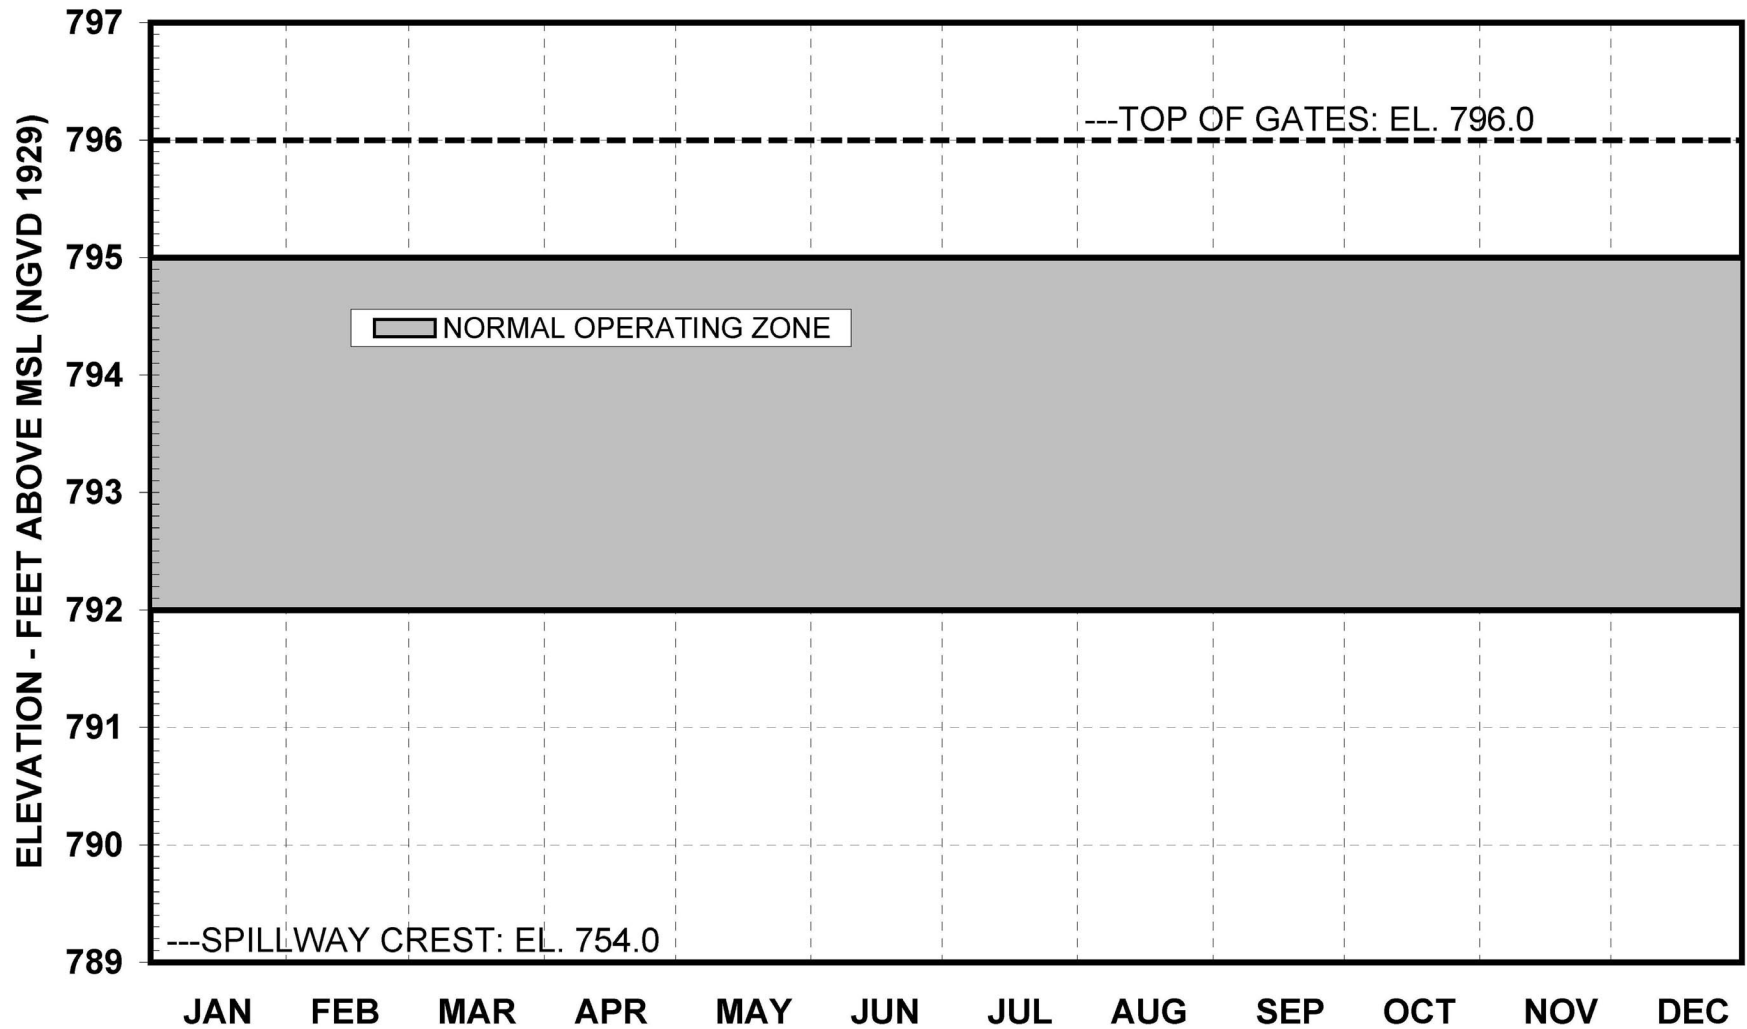 ELEVATION - FEET ABOVE MSL (NGVD 1929)
797
796
795
794
793
792
791
790
789
---TOP OF GATES: EL. 796.0
NORMAL OPERATING ZONE
---SPILLWAY CREST: EL. 754.0
JAN FEB MAR APR MAY JUN JUL AUG SEP OCT NOV DEC